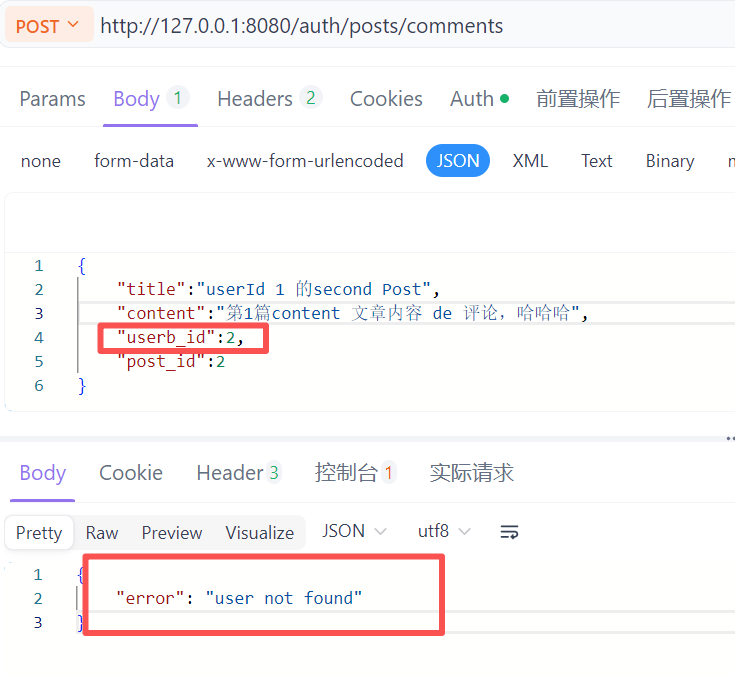 POST http://127.0.0.1:8080/auth/posts/comments
Params Body 1 Headers 2 Cookies Auth 前置操作 后置操作
none form-data x-www-form-urlencoded JSON XML Text Binary
1 {
2 "title":"userId 1 的second Post",
3 "content":"第1篇content 文章内容 de 评论，哈哈哈",
4 "userb_id":2,
5 "post_id":2
6 }
Body Cookie Header 3 控制台 1 实际请求
Pretty Raw Preview Visualize JSON utf8
1 {
2 "error": "user not found"
3 }